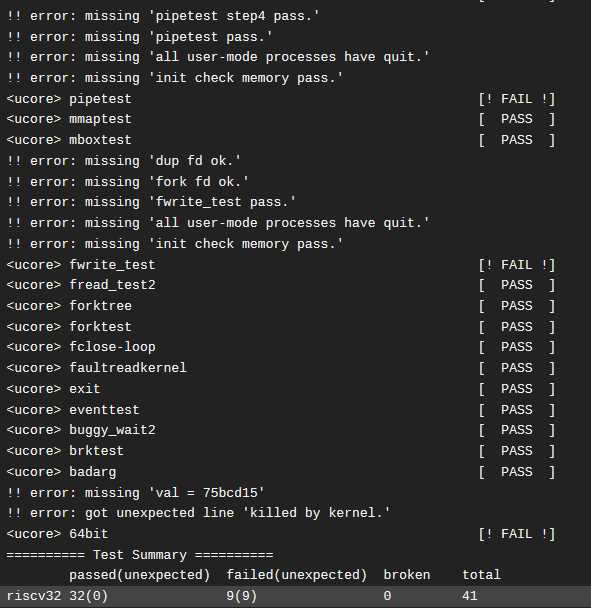 !! error: missing 'pipetest step4 pass.'
!! error: missing 'pipetest pass.'
!! error: missing 'all user-mode processes have quit.'
!! error: missing 'init check memory pass.'
<ucore> pipetest [! FAIL !]
<ucore> mmaptest [ PASS ]
<ucore> mboxtest [ PASS ]
!! error: missing 'dup fd ok.'
!! error: missing 'fork fd ok.'
!! error: missing 'fwrite_test pass.'
!! error: missing 'all user-mode processes have quit.'
!! error: missing 'init check memory pass.'
<ucore> fwrite_test [! FAIL !]
<ucore> fread_test2 [ PASS ]
<ucore> forktree [ PASS ]
<ucore> forktest [ PASS ]
<ucore> fclose-loop [ PASS ]
<ucore> faultreadkernel [ PASS ]
<ucore> exit [ PASS ]
<ucore> eventtest [ PASS ]
<ucore> buggy_wait2 [ PASS ]
<ucore> brktest [ PASS ]
<ucore> badarg [ PASS ]
!! error: missing 'val = 75bcd15'
!! error: got unexpected line 'killed by kernel.'
<ucore> 64bit [! FAIL !]
========== Test Summary ==========
passed(unexpected) failed(unexpected) broken total
riscv32 32(0) 9(9) 0 41